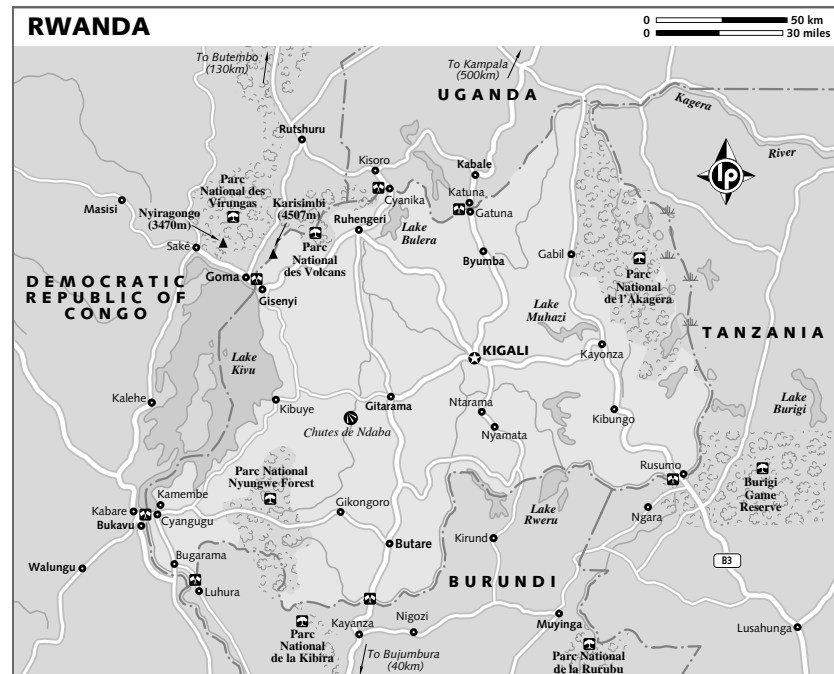 RWANDA
0 50 km
0 30 miles
To Butembo
(130km)
To Kampala
(500km)
UGANDA
Kagera
River
Rutshuru
Kisoro
Kabale
Parc
National des
Virungas
Cyanika
Katuna
Gatuna
lp
Masisi
Nyiragongo
(3470m)
Karisimbi
(4507m)
Ruhengeri
Lake
Bulera
Saké
Parc
National
des Volcans
Byumba
Gabil
Parc
National
de l'Akagera
Goma
Gisenyi
DEMOCRATIC
REPUBLIC OF
CONGO
Lake
Muhazi
TANZANIA
Lake
Kivu
KIGALI
Kayonza
Lake
Burigi
Kalehe
Kibuye
Gitarama
Ntarama
Kibungo
Chutes de Ndaba
Nyamata
Parc National
Nyungwe Forest
Rusumo
Burigi
Game
Reserve
Kamembe
Kabare
Cyangugu
Bukavu
Gikongoro
Lake
Rweru
Ngara
Butare
Kirund
Bugarama
Walungu
Luhura
BURUNDI
B3
Kayanza
Nigozi
Muyinga
Lusahunga
Parc
National
de la Kibira
To Bujumbura
(40km)
Parc National
de la Rurubu